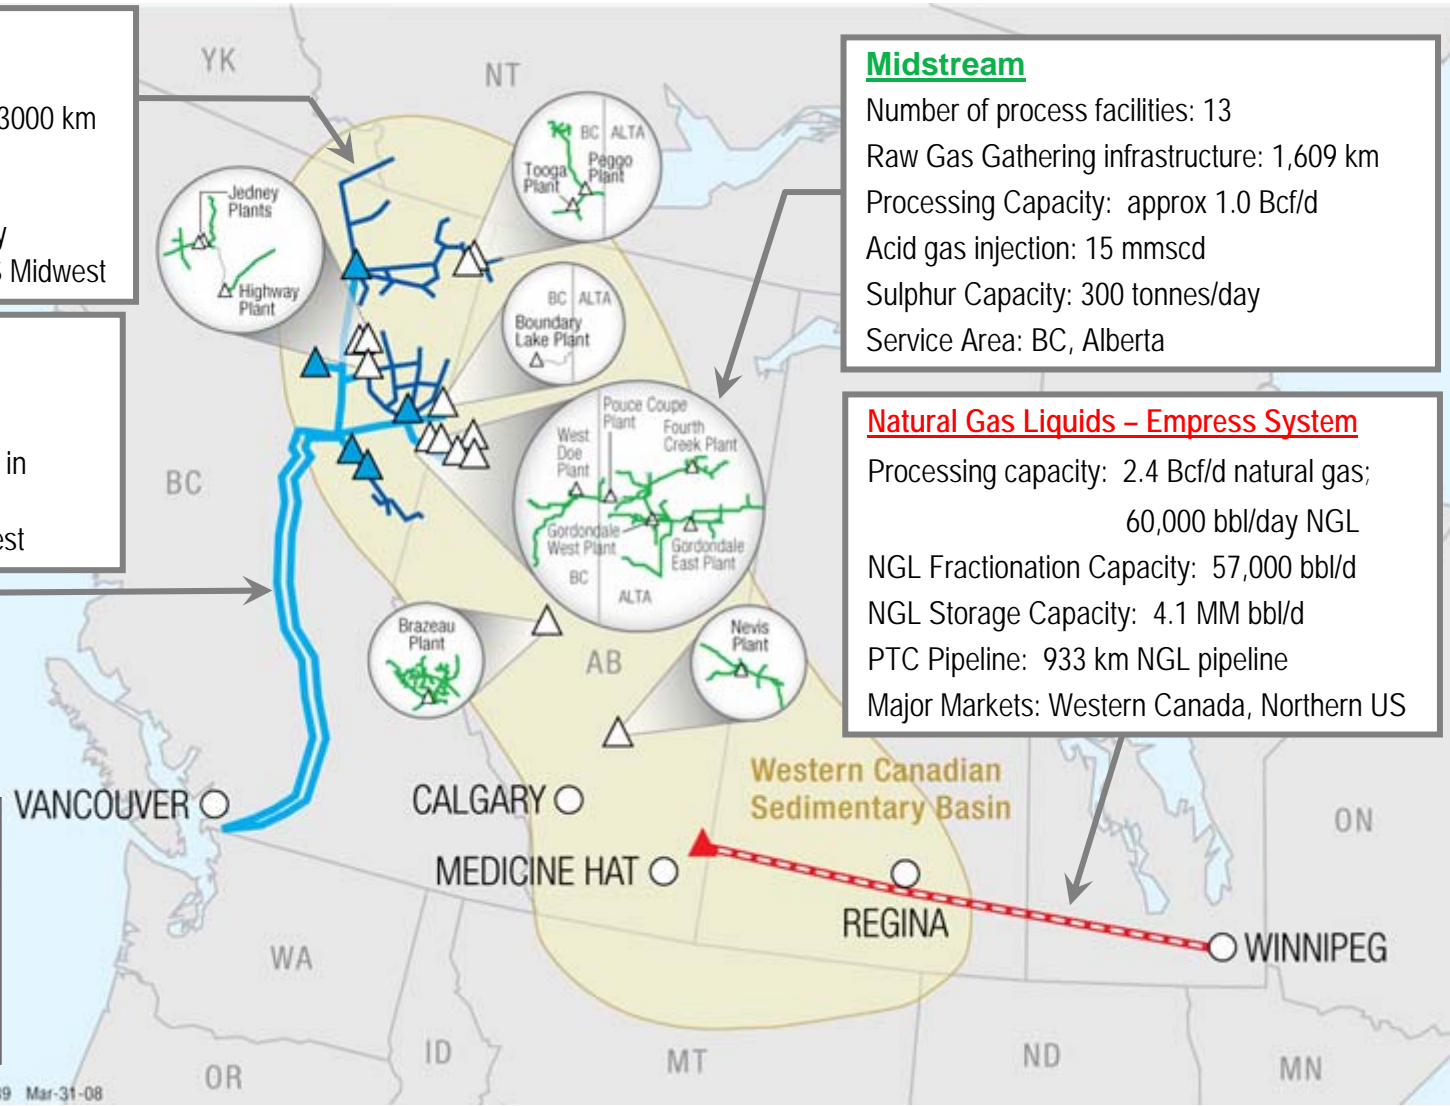 3000 km
y
Midwest
in
est
YK
NT
Jedney
Plants
Highway
Plant
BC
ALTA
Tooga
Plant
Peggo
Plant
BC
ALTA
Boundary
Lake Plant
Pouce Coupe
Plant
Fourth
Creek Plant
West
Doe
Plant
Gordondale
West Plant
Gordondale
East Plant
BC
ALTA
Brazeau
Plant
Nevis
Plant
BC
AB
Midstream
Number of process facilities: 13
Raw Gas Gathering infrastructure: 1,609 km
Processing Capacity: approx 1.0 Bcf/d
Acid gas injection: 15 mmscd
Sulphur Capacity: 300 tonnes/day
Service Area: BC, Alberta
Natural Gas Liquids – Empress System
Processing capacity: 2.4 Bcf/d natural gas;
60,000 bbl/day NGL
NGL Fractionation Capacity: 57,000 bbl/d
NGL Storage Capacity: 4.1 MM bbl/d
PTC Pipeline: 933 km NGL pipeline
Major Markets: Western Canada, Northern US
Western Canadian
Sedimentary Basin
VANCOUVER
CALGARY
MEDICINE HAT
REGINA
WINNIPEG
ON
WA
OR
ID
MT
ND
MN
39 Mar-31-08